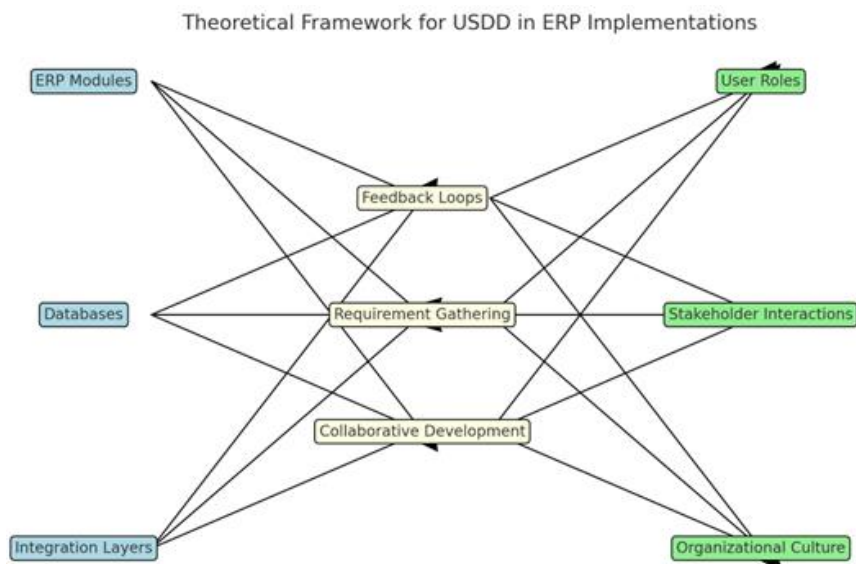 Theoretical Framework for USDD in ERP Implementations
ERP Modules
User Roles
Feedback Loops
Databases
Requirement Gathering
Stakeholder Interactions
Collaborative Development
Integration Layers
Organizational Culture